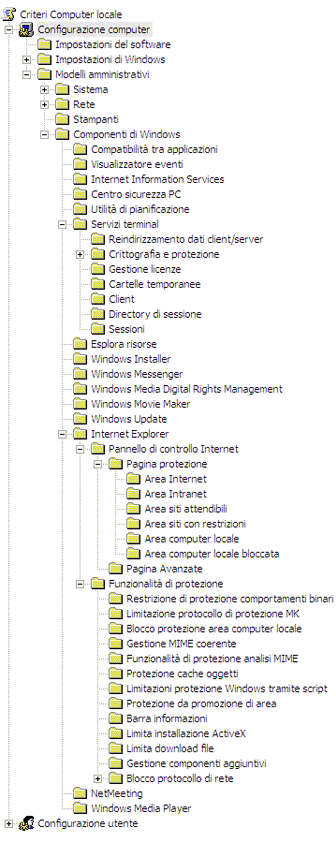 Criteri Computer locale
Configurazione computer
Impostazioni del software
Impostazioni di Windows
Modelli amministrativi
Sistema
Rete
Stampanti
Componenti di Windows
Compatibilità tra applicazioni
Visualizzatore eventi
Internet Information Services
Centro sicurezza PC
Utilità di pianificazione
Servizi terminal
Reindirizzamento dati client/server
Crittografia e protezione
Gestione licenze
Cartelle temporanee
Client
Directory di sessione
Sessioni
Esplora risorse
Windows Installer
Windows Messenger
Windows Media Digital Rights Management
Windows Movie Maker
Windows Update
Internet Explorer
Pannello di controllo Internet
Pagina protezione
Area Internet
Area Intranet
Area siti attendibili
Area siti con restrizioni
Area computer locale
Area computer locale bloccata
Pagina Avanzate
Funzionalità di protezione
Restrizione di protezione comportamenti binari
Limitazione protocollo di protezione MK
Blocco protezione area computer locale
Gestione MIME coerente
Funzionalità di protezione analisi MIME
Protezione cache oggetti
Limitazioni protezione Windows tramite script
Protezione da promozione di area
Barra informazioni
Limita installazione ActiveX
Limita download file
Gestione componenti aggiuntivi
Blocco protocollo di rete
NetMeeting
Windows Media Player
Configurazione utente